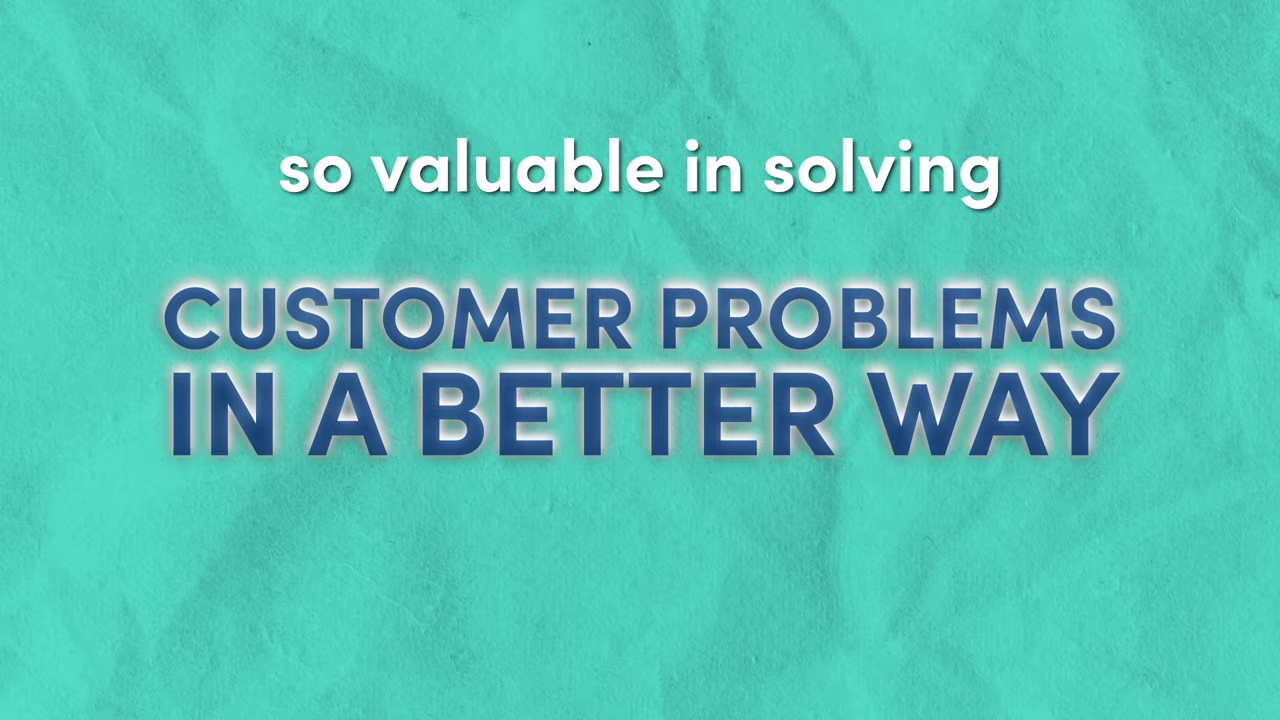 so valuable in solving
CUSTOMER PROBLEMS
IN A BETTER WAY